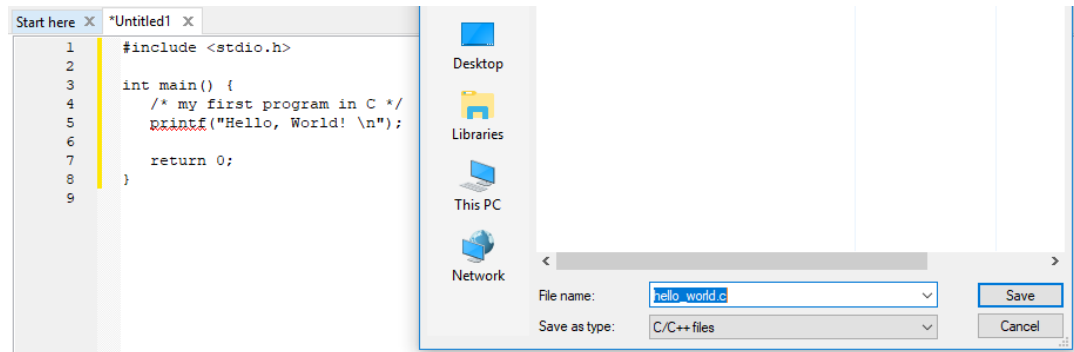 Start here X *Untitled1 X
1 #include <stdio.h>
2
3 int main() {
4 /* my first program in C */
5 printf("Hello, World! \n");
6
7 return 0;
8 }
9
Desktop
Libraries
This PC
Network
File name: hello_world.c Save
Save as type: C/C++ files Cancel